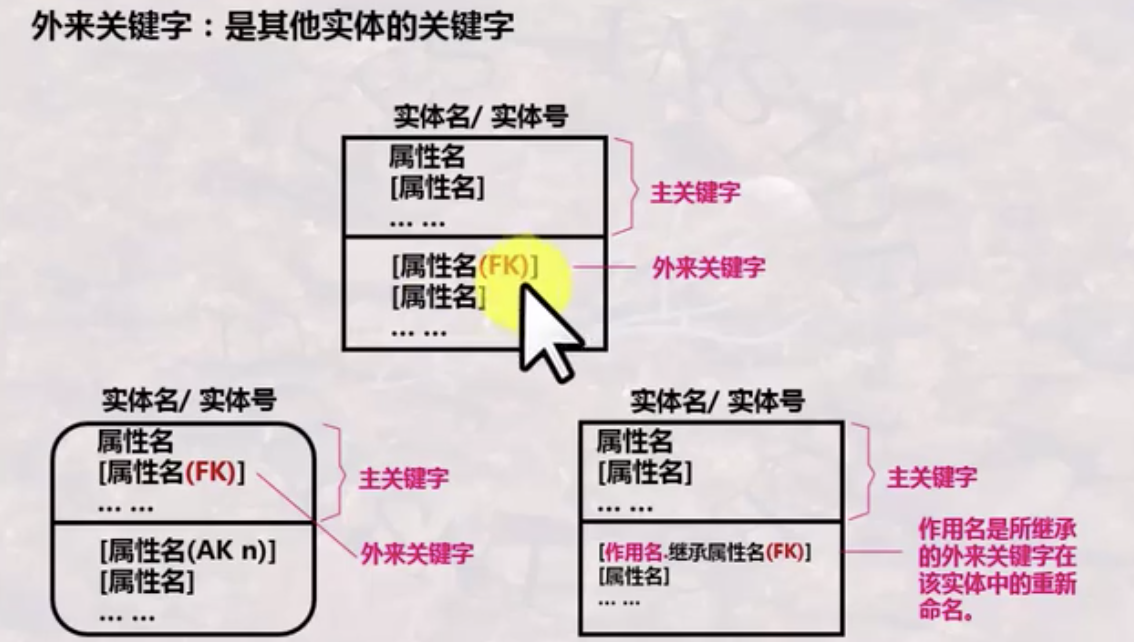 外来关键字：是其他实体的关键字
实体名/ 实体号
属性名
[属性名]
... ...
主关键字
[属性名(FK)]
外来关键字
[属性名]
... ...
实体名/ 实体号
属性名
[属性名(FK)]
... ...
主关键字
外来关键字
[属性名(AK n)]
[属性名]
... ...
实体名/ 实体号
属性名
[属性名]
... ...
主关键字
[作用名.继承属性名(FK)]
[属性名]
... ...
作用名是所继承
的外来关键字在
该实体中的重新
命名。